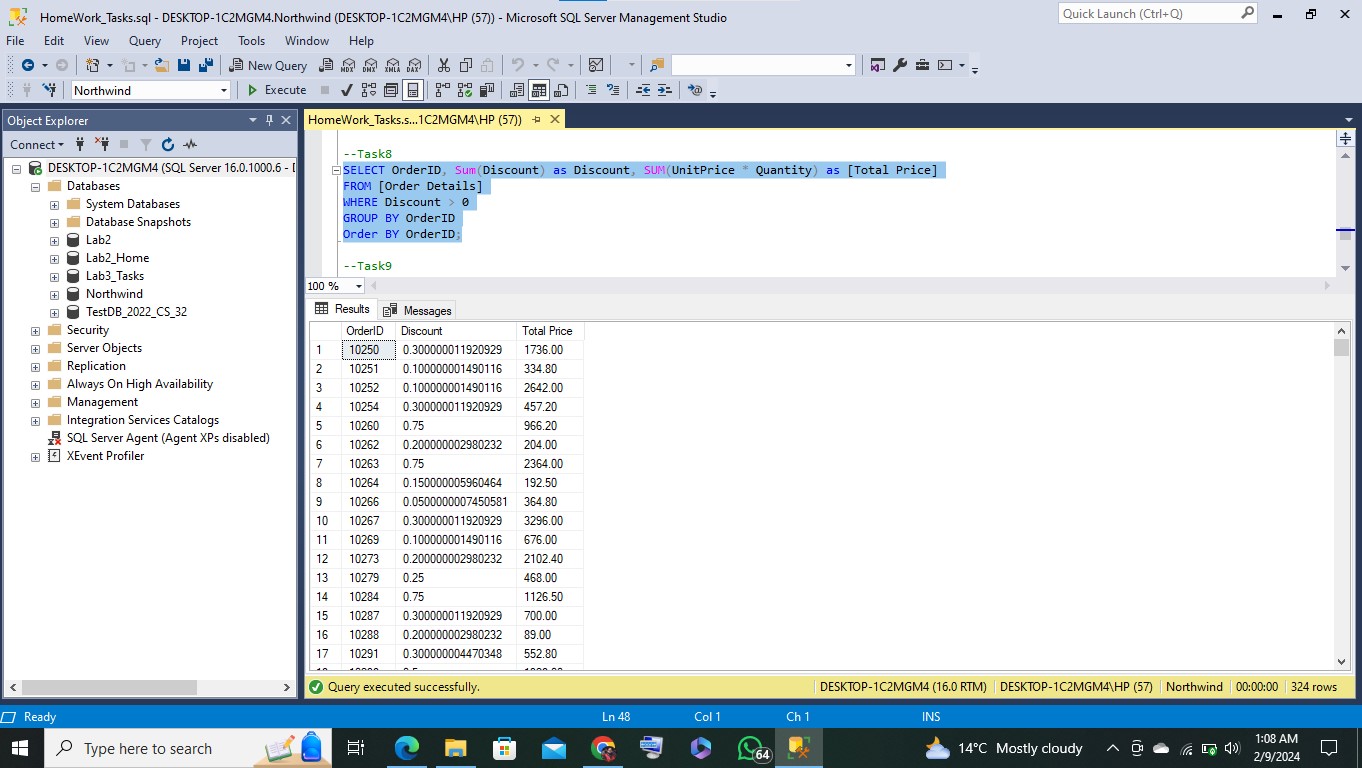 HomeWork_Tasks.sql - DESKTOP-1C2MGM4.Northwind (DESKTOP-1C2MGM4\HP (57)) - Microsoft SQL Server Management Studio
Quick Launch (Ctrl+Q)
File Edit View Query Project Tools Window Help
New Query MDX DMX XMLA DAX
Northwind Execute
Object Explorer
HomeWork_Tasks.s...1C2MGM4\HP (57))
Connect
DESKTOP-1C2MGM4 (SQL Server 16.0.1000.6 - D
Databases
System Databases
Database Snapshots
Lab2
Lab2_Home
Lab3_Tasks
Northwind
TestDB_2022_CS_32
Security
Server Objects
Replication
Always On High Availability
Management
Integration Services Catalogs
SQL Server Agent (Agent XPs disabled)
XEvent Profiler
--Task8
SELECT OrderID, Sum(Discount) as Discount, SUM(UnitPrice * Quantity) as [Total Price]
FROM [Order Details]
WHERE Discount > 0
GROUP BY OrderID
Order BY OrderID;
--Task9
100 %
Results Messages
OrderID Discount Total Price
1 10250 0.300000011920929 1736.00
2 10251 0.100000001490116 334.80
3 10252 0.100000001490116 2642.00
4 10254 0.300000011920929 457.20
5 10260 0.75 966.20
6 10262 0.200000002980232 204.00
7 10263 0.75 2364.00
8 10264 0.150000005960464 192.50
9 10266 0.0500000007450581 364.80
10 10267 0.300000011920929 3296.00
11 10269 0.100000001490116 676.00
12 10273 0.200000002980232 2102.40
13 10279 0.25 468.00
14 10284 0.75 1126.50
15 10287 0.300000011920929 700.00
16 10288 0.200000002980232 89.00
17 10291 0.300000004470348 552.80
Query executed successfully. DESKTOP-1C2MGM4 (16.0 RTM) DESKTOP-1C2MGM4\HP (57) Northwind 00:00:00 324 rows
Ready Ln 48 Col 1 Ch 1 INS
Type here to search 64 14°C Mostly cloudy 1:08 AM
2/9/2024